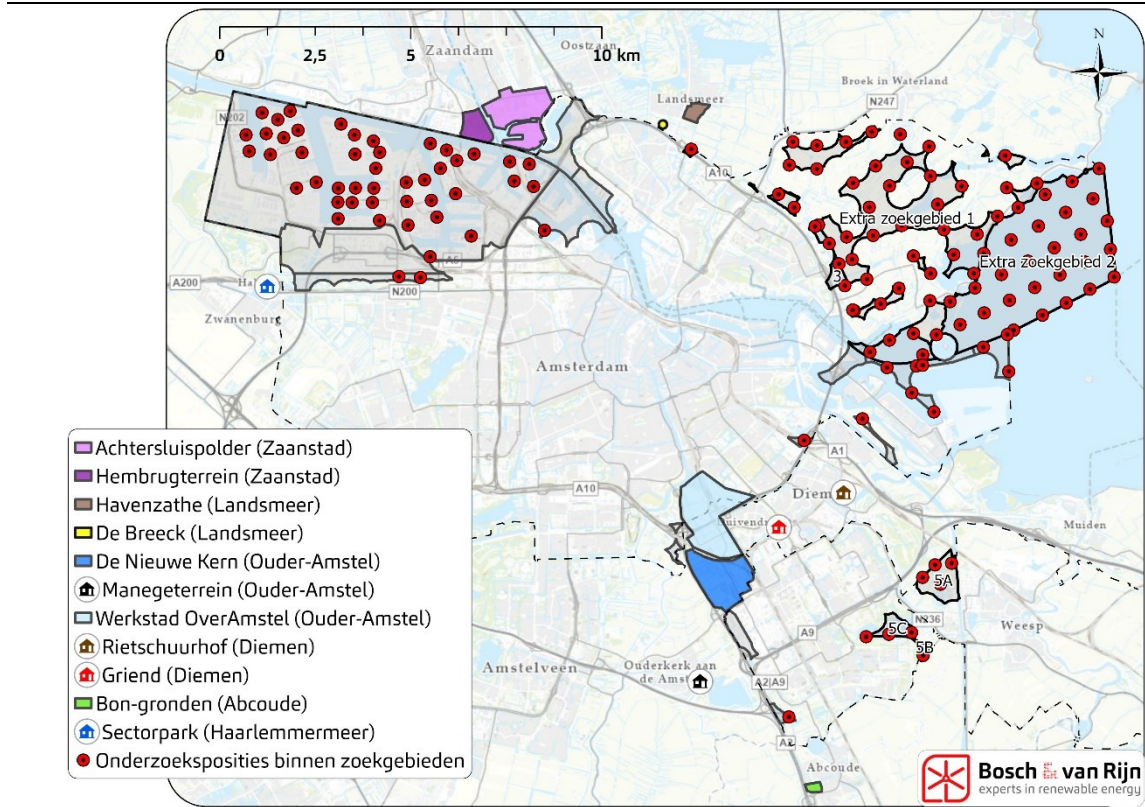 0
2,5
5
10 km
Zaandam
Oostzaan
N
Broek in Waterland
N247
Landsmeer
N202
A10
Extra zoekgebied 1
Extra zoekgebied 2
3
A5
A200
N200
Zwanenburg
Amsterdam
A1
A10
Diem
Muiden
5A
N236
Weesp
5C
5B
A9
Amstelveen
Ouderkerk aan
de Amst
A2|A9
A2
Abcoude
Achtersluispolder (Zaanstad)
Hembrugterrein (Zaanstad)
Havenzathe (Landsmeer)
De Breeck (Landsmeer)
De Nieuwe Kern (Ouder-Amstel)
Manegeterrein (Ouder-Amstel)
Werkstad OverAmstel (Ouder-Amstel)
Rietschuurhof (Diemen)
Griend (Diemen)
Bon-gronden (Abcoude)
Sectorpark (Haarlemmermeer)
Onderzoeksposities binnen zoekgebieden
Bosch & van Rijn
experts in renewable energy